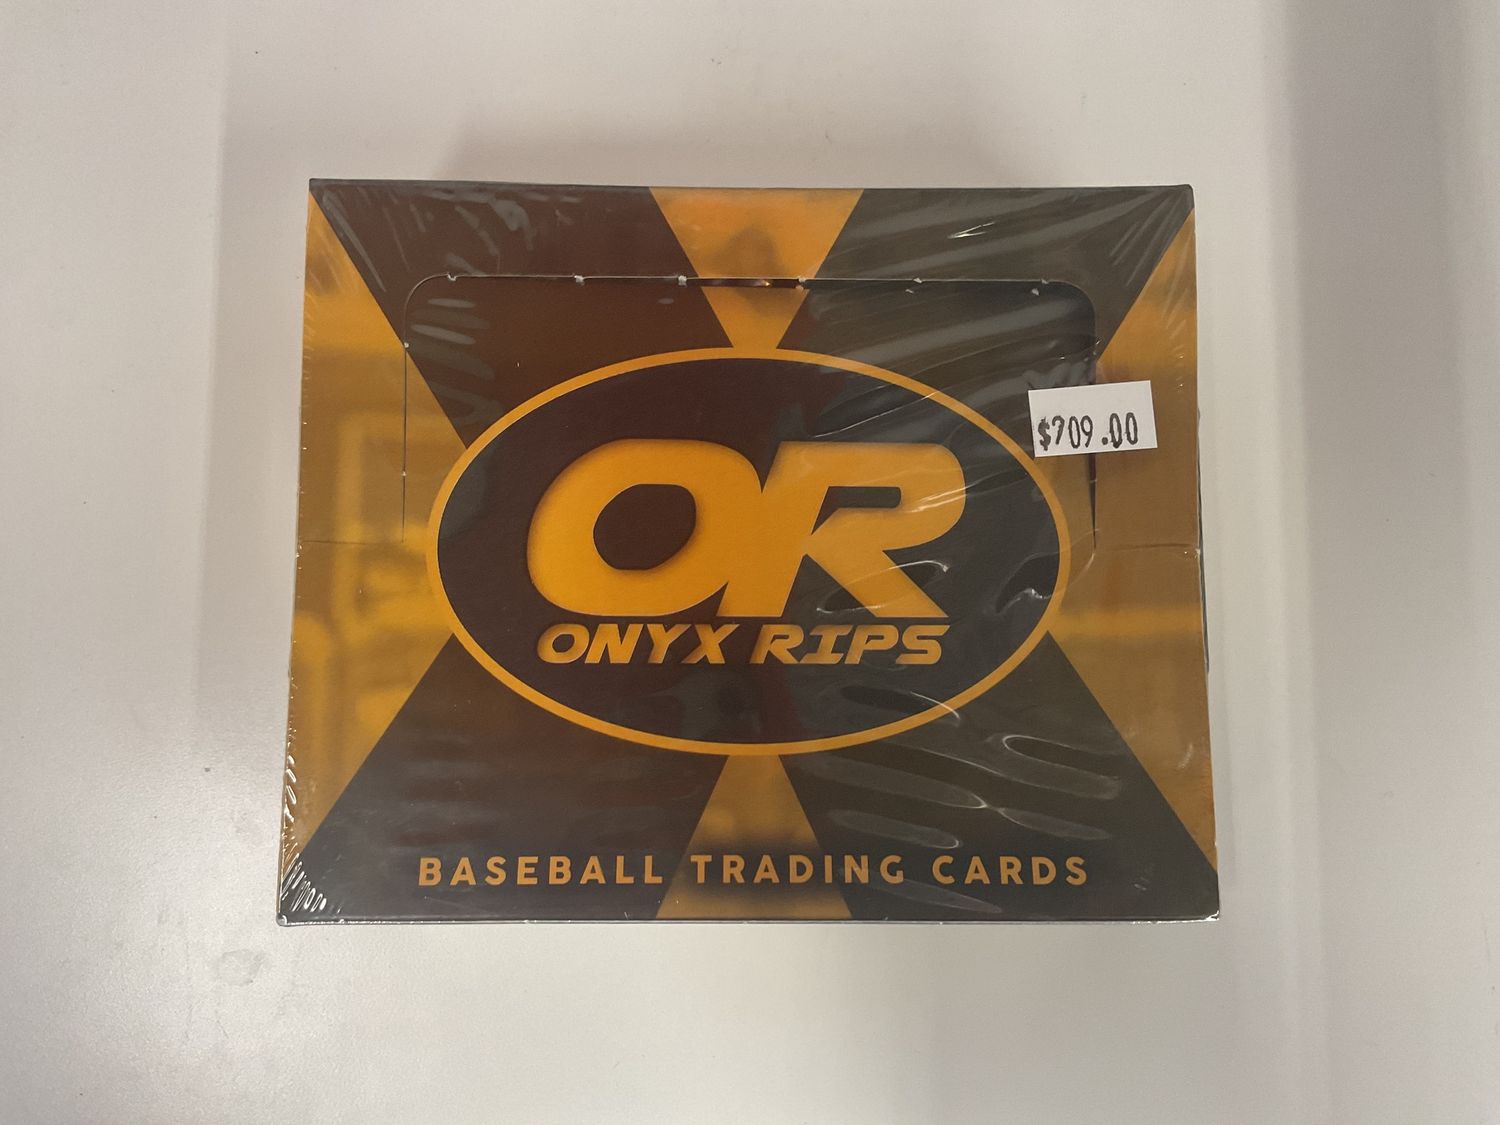 $709.00
OR
ONYX RIPS
BASEBALL TRADING CARDS